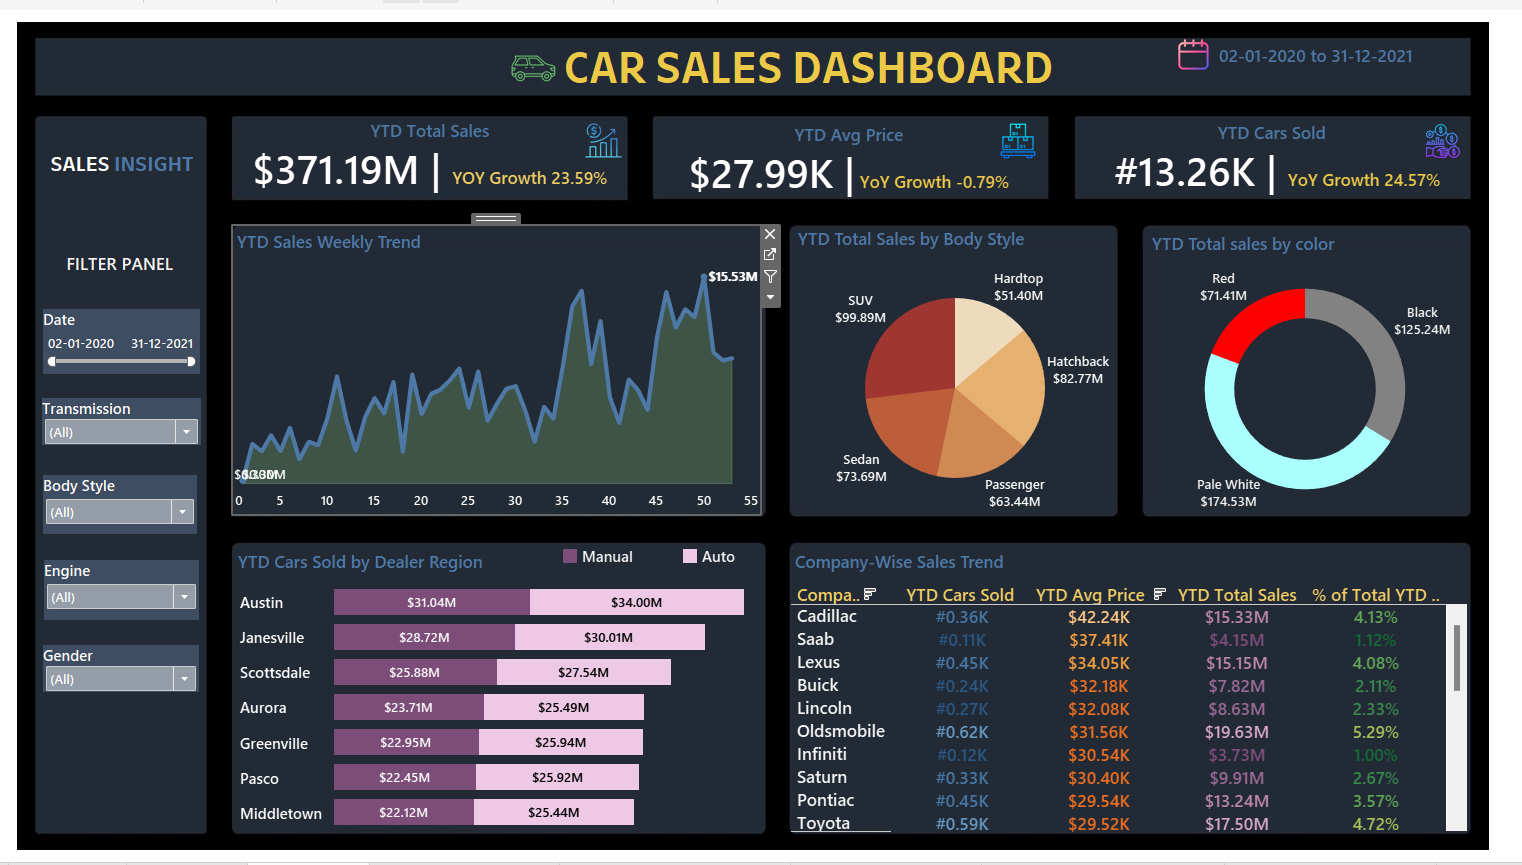 CAR SALES DASHBOARD
02-01-2020 to 31-12-2021
SALES INSIGHT
FILTER PANEL
Date
02-01-2020 31-12-2021
Transmission
(All)
Body Style
(All)
Engine
(All)
Gender
(All)
YTD Total Sales
$371.19M | YOY Growth 23.59%
YTD Avg Price
$27.99K | YoY Growth -0.79%
YTD Cars Sold
#13.26K | YoY Growth 24.57%
YTD Sales Weekly Trend
$15.53M
0 5 10 15 20 25 30 35 40 45 50 55
YTD Total Sales by Body Style
Hardtop
$51.40M
SUV
$99.89M
Hatchback
$82.77M
Sedan
$73.69M
Passenger
$63.44M
YTD Total sales by color
Red
$71.41M
Black
$125.24M
Pale White
$174.53M
YTD Cars Sold by Dealer Region
Manual Auto
Austin $31.04M $34.00M
Janesville $28.72M $30.01M
Scottsdale $25.88M $27.54M
Aurora $23.71M $25.49M
Greenville $22.95M $25.94M
Pasco $22.45M $25.92M
Middletown $22.12M $25.44M
Company-Wise Sales Trend
Compa.. YTD Cars Sold YTD Avg Price YTD Total Sales % of Total YTD ..
Cadillac #0.36K $42.24K $15.33M 4.13%
Saab #0.11K $37.41K $4.15M 1.12%
Lexus #0.45K $34.05K $15.15M 4.08%
Buick #0.24K $32.18K $7.82M 2.11%
Lincoln #0.27K $32.08K $8.63M 2.33%
Oldsmobile #0.62K $31.56K $19.63M 5.29%
Infiniti #0.12K $30.54K $3.73M 1.00%
Saturn #0.33K $30.40K $9.91M 2.67%
Pontiac #0.45K $29.54K $13.24M 3.57%
Toyota #0.59K $29.52K $17.50M 4.72%